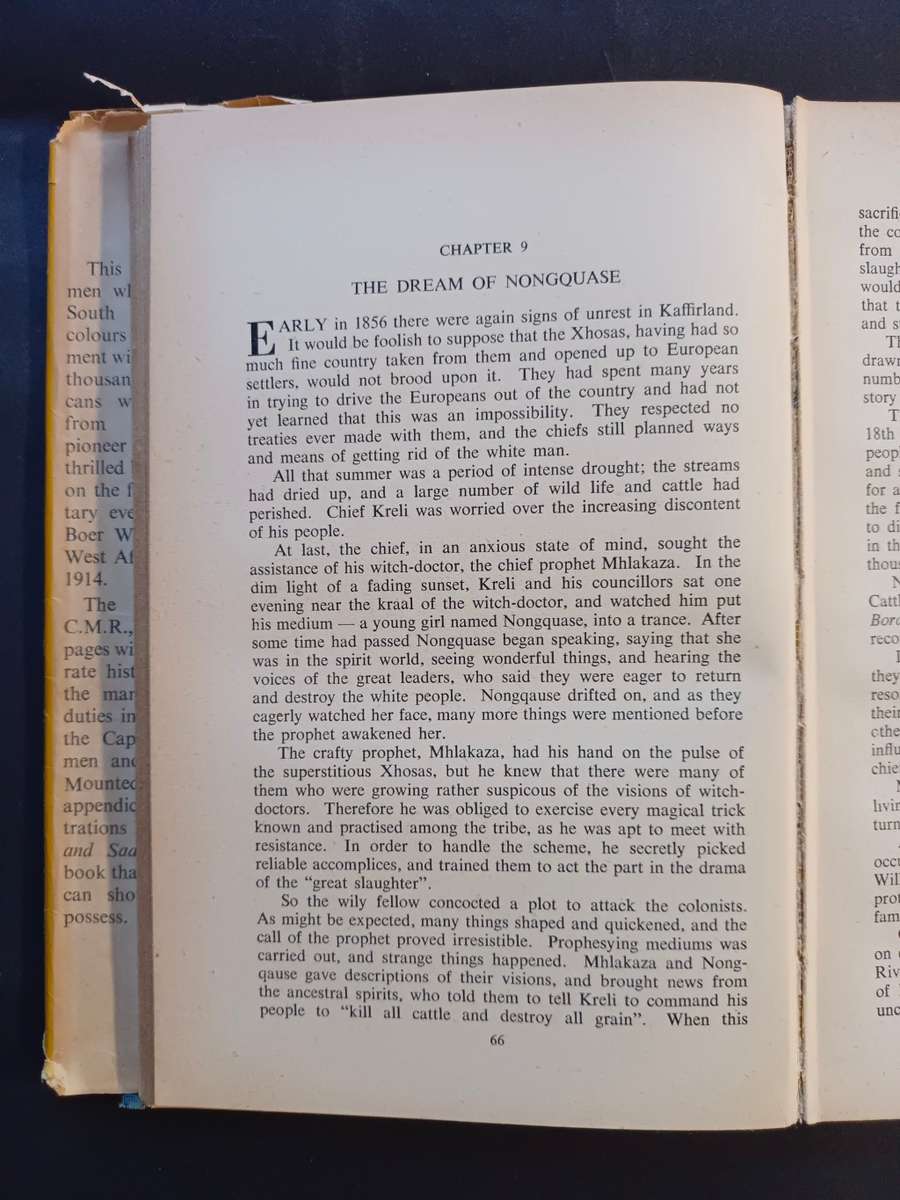 This
men wh
South
colours
ment wi
thousan
cans w
from
pioneer
thrilled
on the f
tary eve
Boer W
West Af
1914.
The
C.M.R.,
pages wi
rate hist
the mar
duties in
the Cap
men and
Mounted
appendic
trations
and Saa
book tha
can sho
possess.
CHAPTER 9
THE DREAM OF NONGQUASE
EARLY in 1856 there were again signs of unrest in Kaffirland.
It would be foolish to suppose that the Xhosas, having had so
much fine country taken from them and opened up to European
settlers, would not brood upon it. They had spent many years
in trying to drive the Europeans out of the country and had not
yet learned that this was an impossibility. They respected no
treaties ever made with them, and the chiefs still planned ways
and means of getting rid of the white man.
All that summer was a period of intense drought; the streams
had dried up, and a large number of wild life and cattle had
perished. Chief Kreli was worried over the increasing discontent
of his people.
At last, the chief, in an anxious state of mind, sought the
assistance of his witch-doctor, the chief prophet Mhlakaza. In the
dim light of a fading sunset, Kreli and his councillors sat one
evening near the kraal of the witch-doctor, and watched him put
his medium — a young girl named Nongquase, into a trance. After
some time had passed Nongquase began speaking, saying that she
was in the spirit world, seeing wonderful things, and hearing the
voices of the great leaders, who said they were eager to return
and destroy the white people. Nongqause drifted on, and as they
eagerly watched her face, many more things were mentioned before
the prophet awakened her.
The crafty prophet, Mhlakaza, had his hand on the pulse of
the superstitious Xhosas, but he knew that there were many of
them who were growing rather suspicous of the visions of witch-
doctors. Therefore he was obliged to exercise every magical trick
known and practised among the tribe, as he was apt to meet with
resistance. In order to handle the scheme, he secretly picked
reliable accomplices, and trained them to act the part in the drama
of the "great slaughter".
So the wily fellow concocted a plot to attack the colonists.
As might be expected, many things shaped and quickened, and the
call of the prophet proved irresistible. Prophesying mediums was
carried out, and strange things happened. Mhlakaza and Nong-
qause gave descriptions of their visions, and brought news from
the ancestral spirits, who told them to tell Kreli to command his
people to "kill all cattle and destroy all grain". When this
66
sacrifi
the co
from
slaugh
would
that t
and s
Th
drawn
numb
story
T
18th
peop
and s
for a
the f
to di
in th
thous
N
Cattl
Bord
reco
I
they
reso
their
othe
influ
chie
M
livin
turn
occu
Will
prot
fam
on
Riv
of
unc